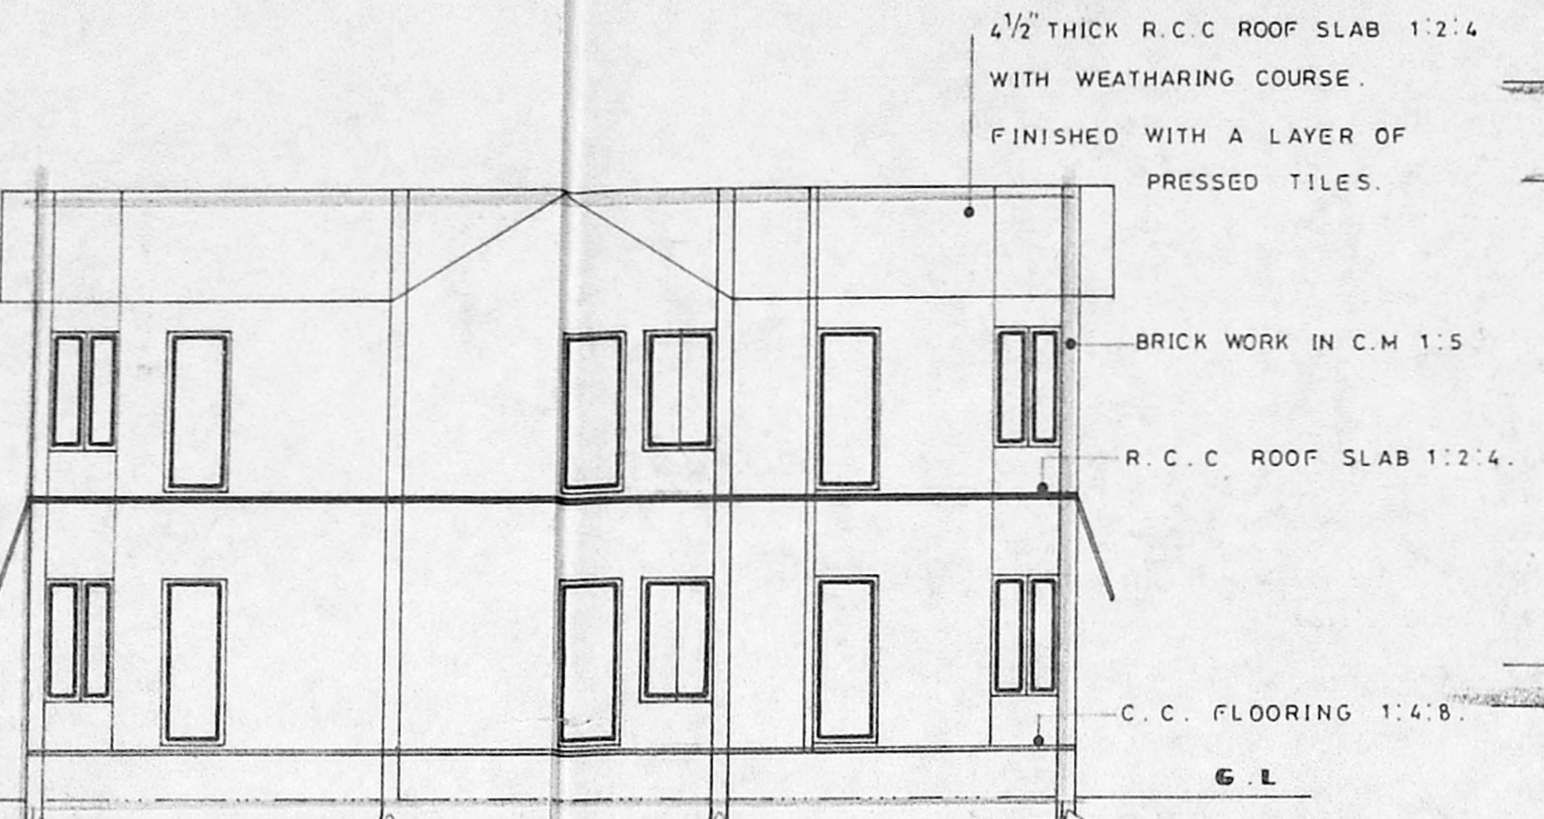 4½" THICK R.C.C ROOF SLAB 1:2:4
WITH WEATHARING COURSE.
FINISHED WITH A LAYER OF
PRESSED TILES.
BRICK WORK IN C.M 1:5
R.C.C ROOF SLAB 1:2:4.
C.C. FLOORING 1:4:8.
G.L